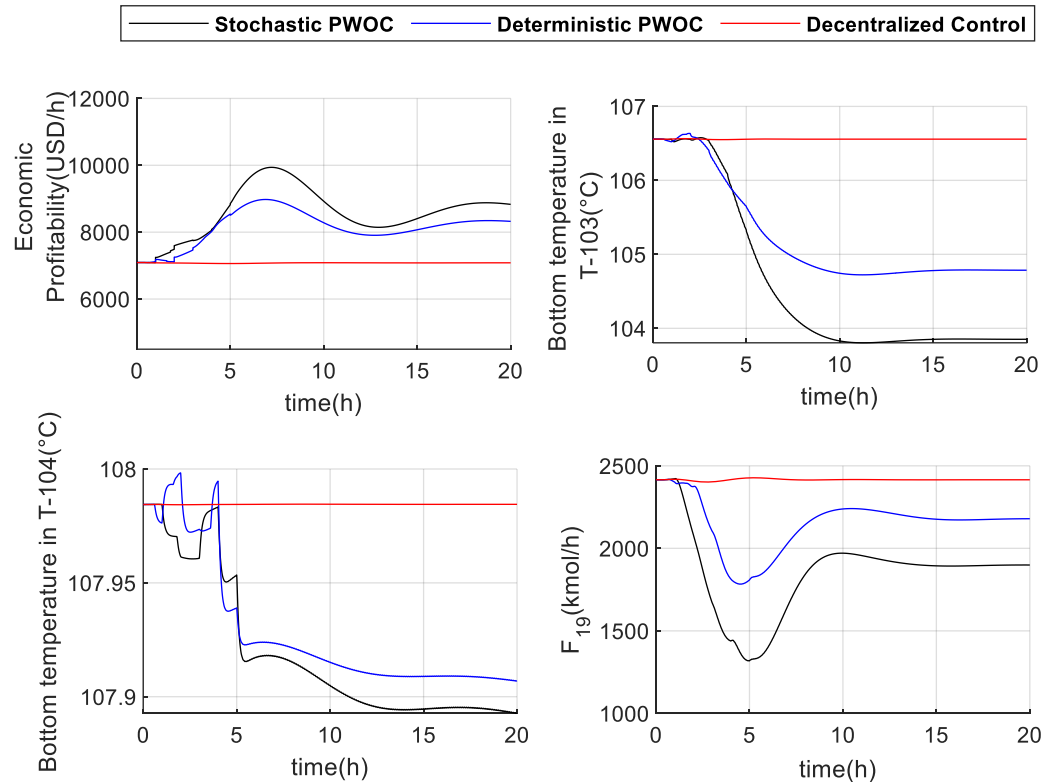 Stochastic PWOC Deterministic PWOC Decentralized Control
Economic
Profitability(USD/h)
12000
10000
8000
6000
0 5 10 15 20
time(h)
Bottom temperature in
T-103(°C)
107
106
105
104
0 5 10 15 20
time(h)
Bottom temperature in T-104(°C)
108
107.95
107.9
0 5 10 15 20
time(h)
F19(kmol/h)
2500
2000
1500
1000
0 5 10 15 20
time(h)